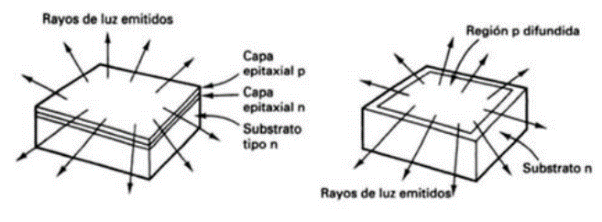 Rayos de luz emitidos
Capa
epitaxial p
Capa
epitaxial n
Substrato
tipo n
Región p difundida
Substrato n
Rayos de luz emitidos